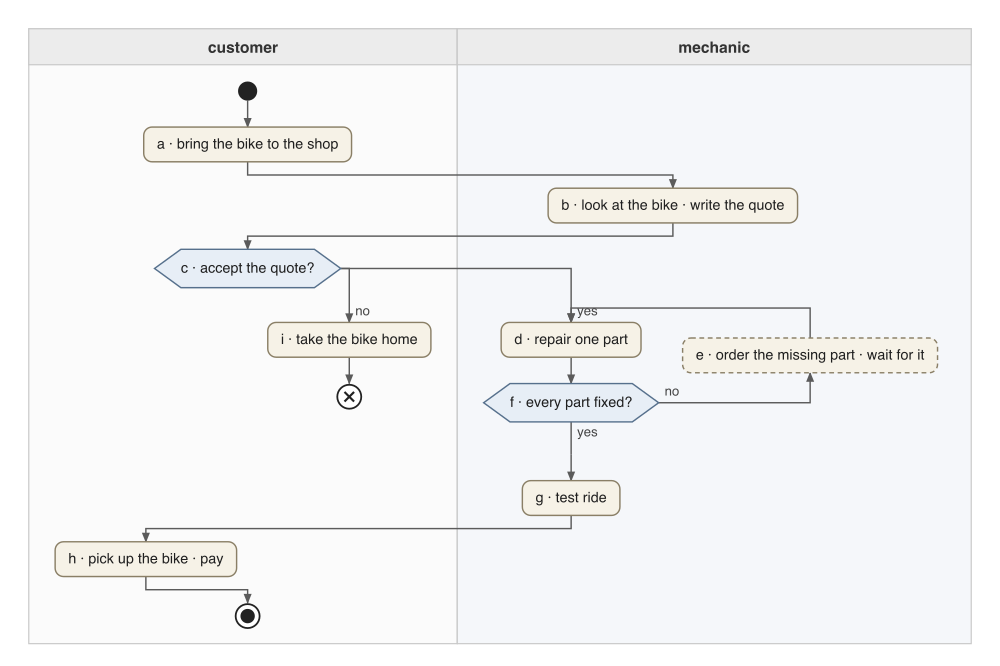 customer
mechanic
a · bring the bike to the shop
b · look at the bike · write the quote
c · accept the quote?
no
yes
i · take the bike home
d · repair one part
e · order the missing part · wait for it
f · every part fixed?
no
yes
g · test ride
h · pick up the bike · pay